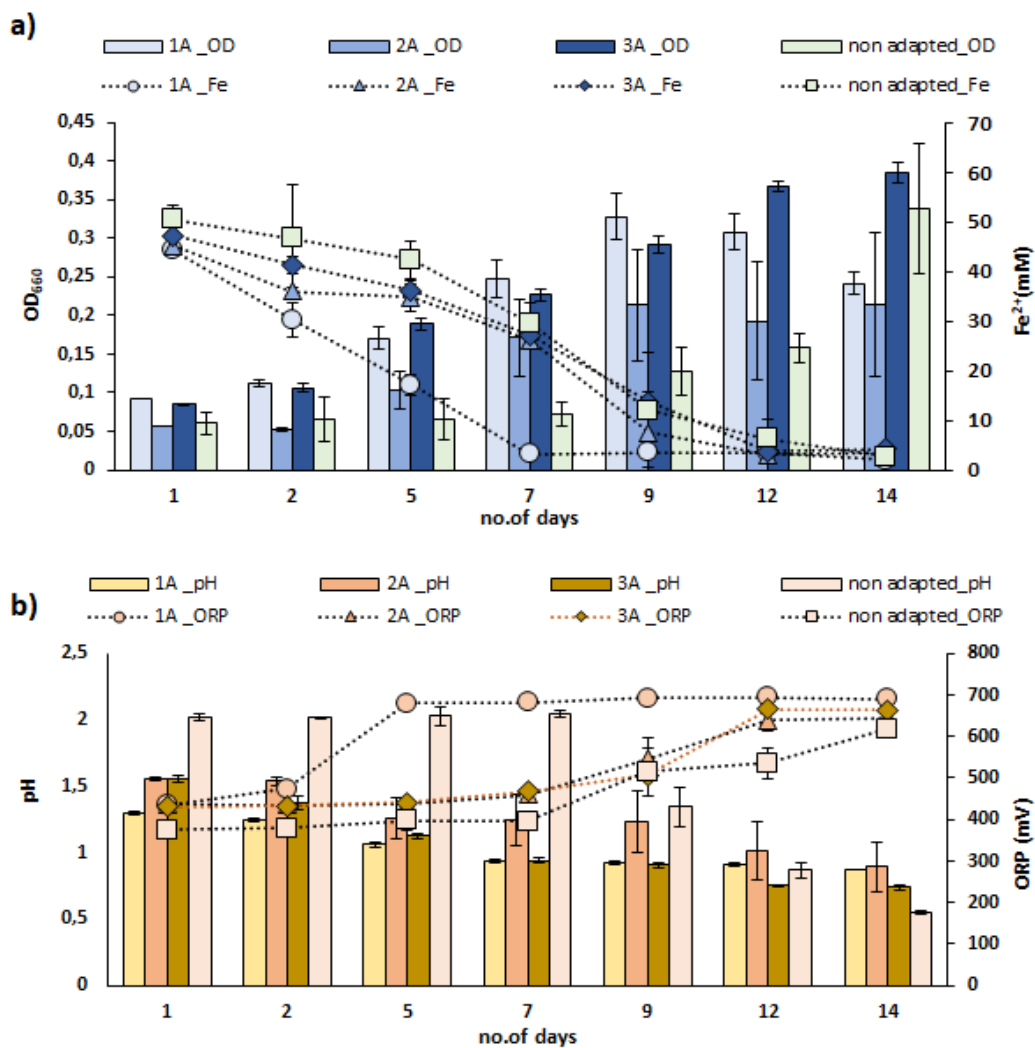 a)
1A _OD 2A _OD 3A _OD non adapted_OD
1A _Fe 2A _Fe 3A _Fe non adapted_Fe
0,45 70
0,4 60
0,35 50
0,3 40
0,25 30
0,2 20
0,15 10
0,1 0
0,05
0
OD₆₆₀
Fe²⁺(mM)
1 2 5 7 9 12 14
no.of days
b)
1A _pH 2A _pH 3A _pH non adapted_pH
1A _ORP 2A _ORP 3A _ORP non adapted_ORP
2,5 800
2 700
1,5 600
1 500
0,5 400
0 300
200
100
0
pH
ORP (mV)
1 2 5 7 9 12 14
no.of days